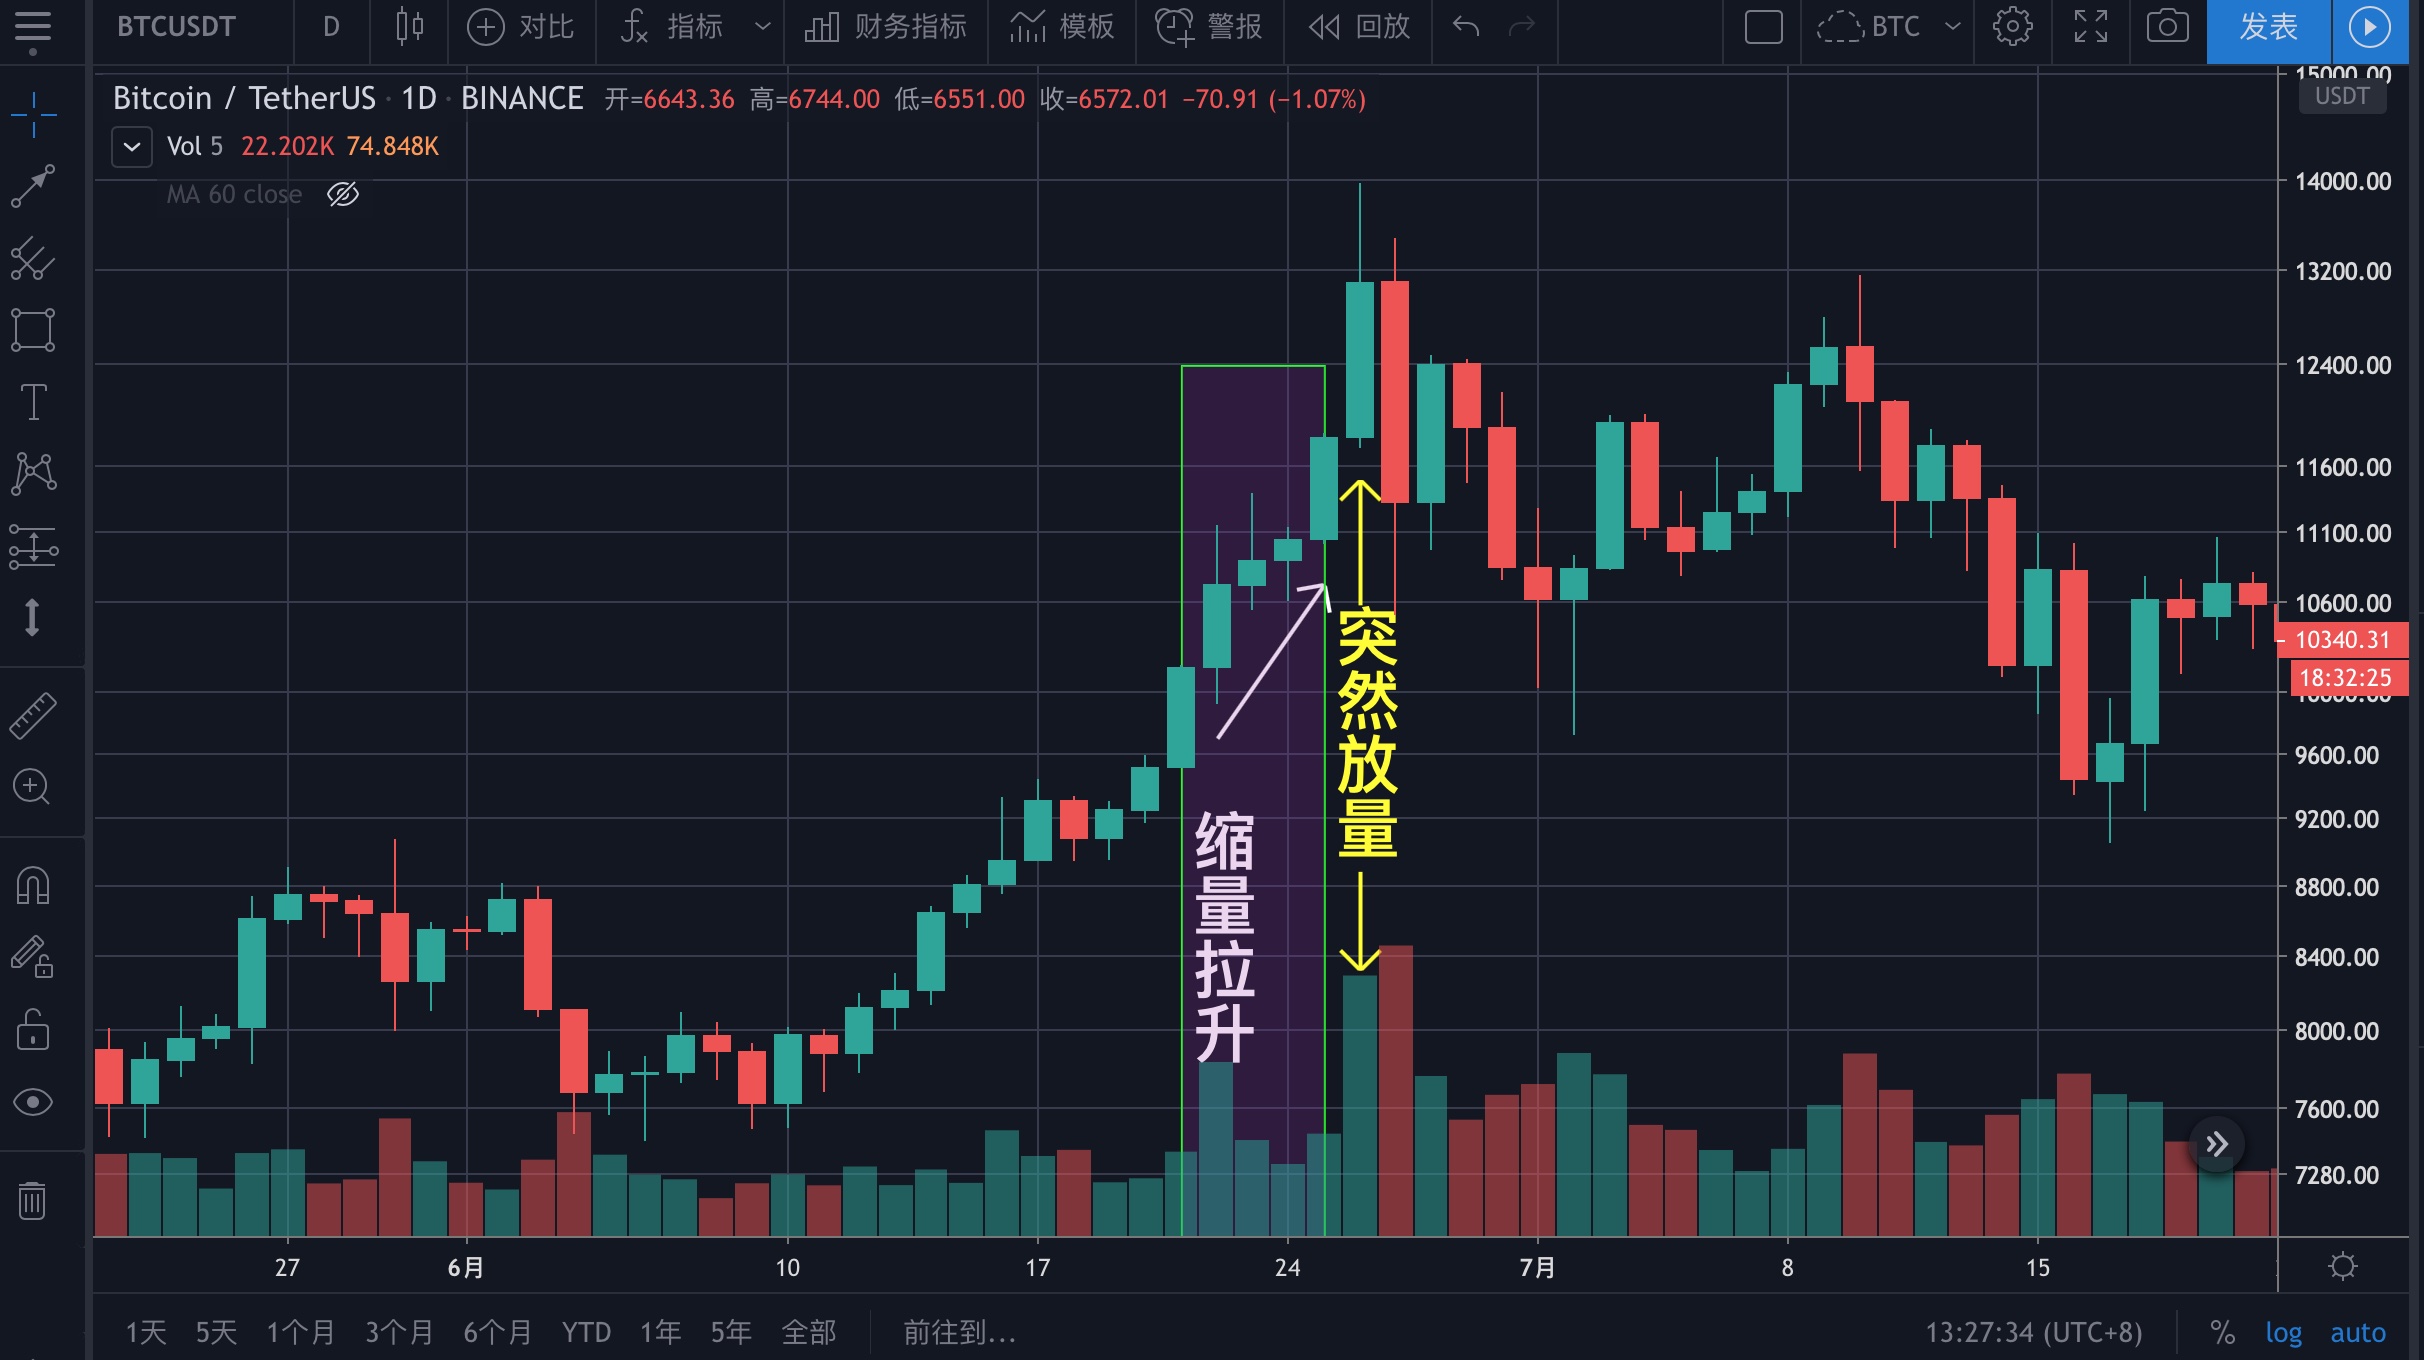 BTCUSDT D 对比 指标 财务指标 模板 警报 回放 BTC 发表
Bitcoin / TetherUS · 1D · BINANCE 开=6643.36 高=6744.00 低=6551.00 收=6572.01 −70.91 (−1.07%)
Vol 5 22.202K 74.848K
MA 60 close
15000.00
USDT
14000.00
13200.00
12400.00
11600.00
11100.00
10600.00
10340.31
18:32:25
10000.00
9600.00
9200.00
8800.00
8400.00
8000.00
7600.00
7280.00
缩量拉升
突然放量
27 6月 10 17 24 7月 8 15
1天 5天 1个月 3个月 6个月 YTD 1年 5年 全部 前往到... 13:27:34 (UTC+8) % log auto